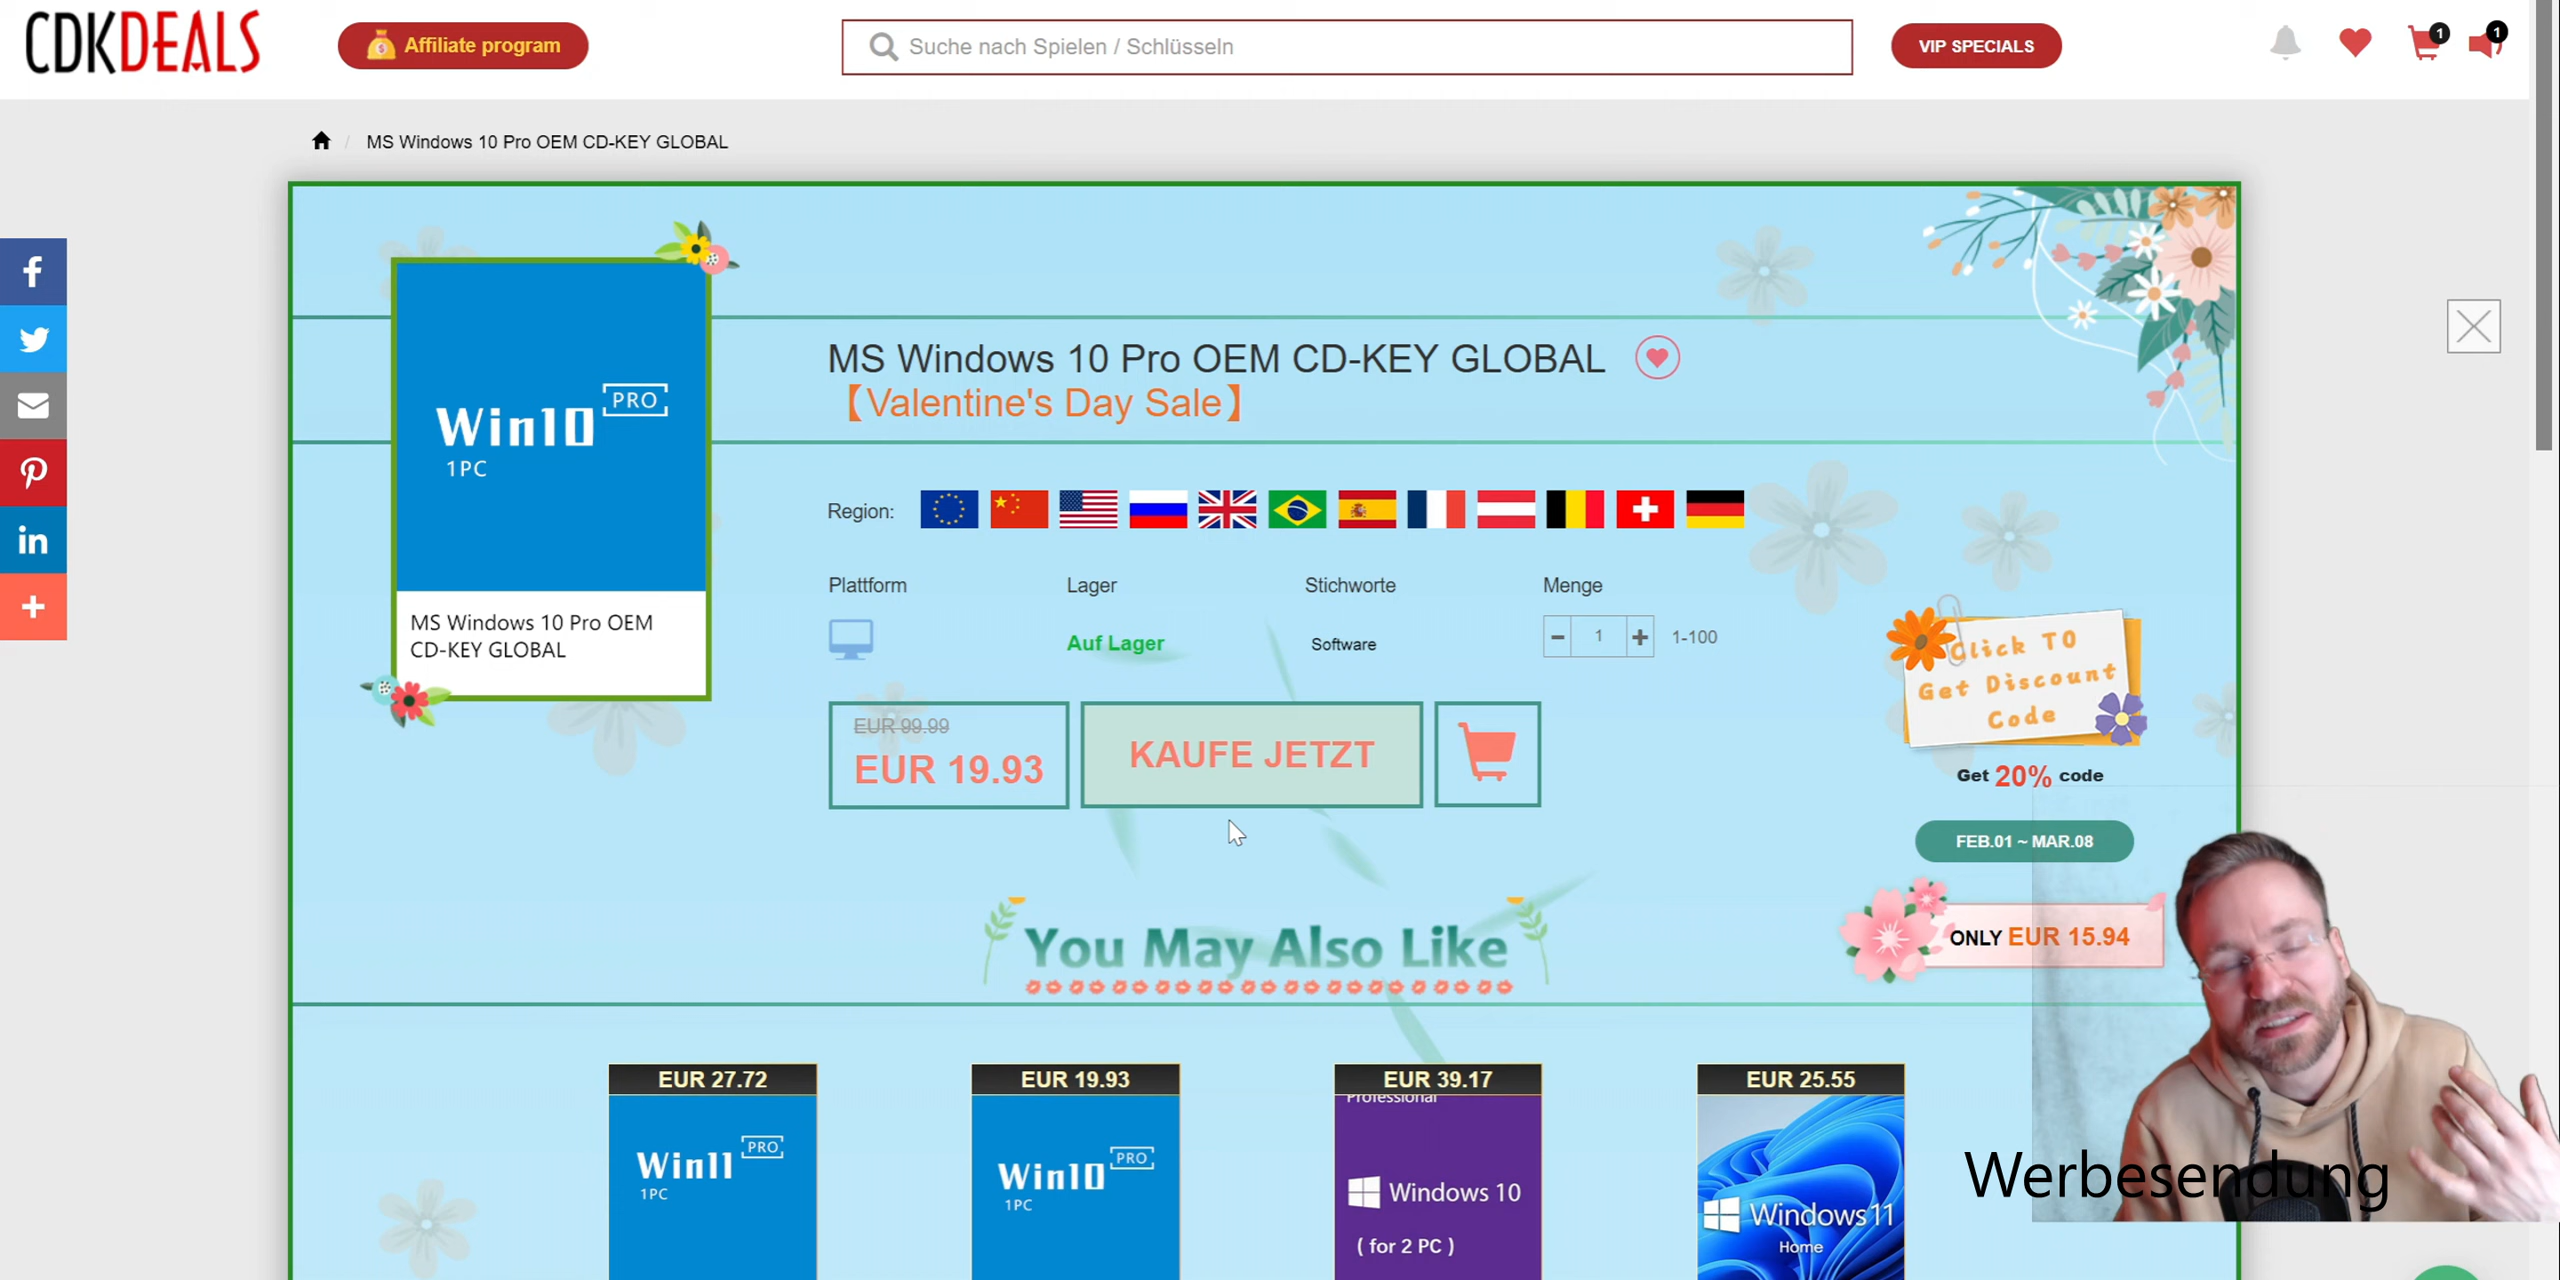 CDKDEALS
Affiliate program
Suche nach Spielen / Schlüsseln
VIP SPECIALS
1
1
MS Windows 10 Pro OEM CD-KEY GLOBAL
Win10 PRO
1PC
MS Windows 10 Pro OEM
CD-KEY GLOBAL
MS Windows 10 Pro OEM CD-KEY GLOBAL
【Valentine's Day Sale】
Region:
Plattform
Lager
Stichworte
Menge
Auf Lager
Software
1
1-100
EUR 99.99
EUR 19.93
KAUFE JETZT
Click TO
Get Discount
Code
Get 20% code
FEB.01 ~ MAR.08
ONLY EUR 15.94
You May Also Like
EUR 27.72
Win11 PRO
1PC
EUR 19.93
Win10 PRO
1PC
EUR 39.17
Professional
Windows 10
( for 2 PC )
EUR 25.55
Windows 11
Home
Werbesendung